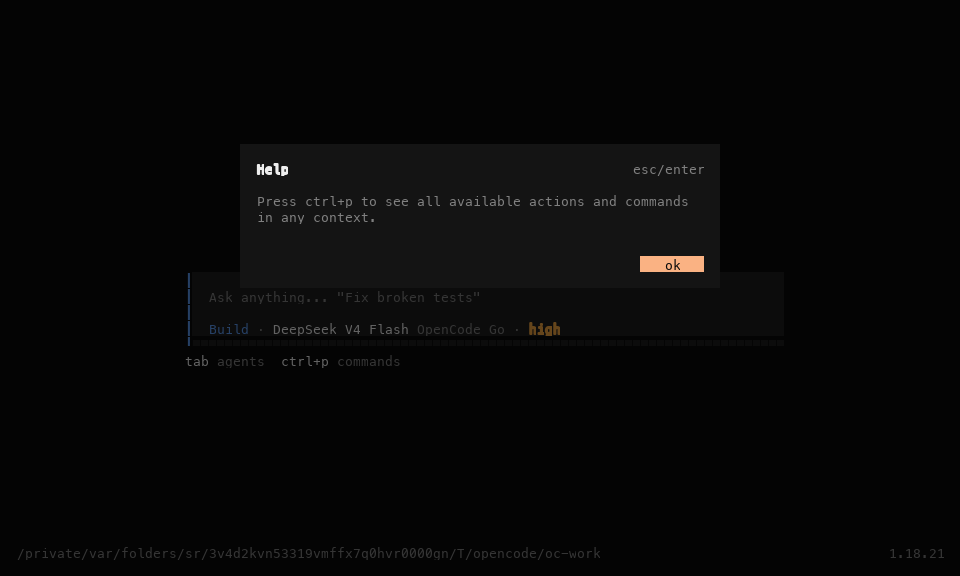 Help esc/enter
Press ctrl+p to see all available actions and commands
in any context.
ok
Ask anything... "Fix broken tests"
Build · DeepSeek V4 Flash OpenCode Go · high
tab agents  ctrl+p commands
/private/var/folders/sr/3v4d2kvn53319vmffx7q0hvr0000gn/T/opencode/oc-work 1.18.21